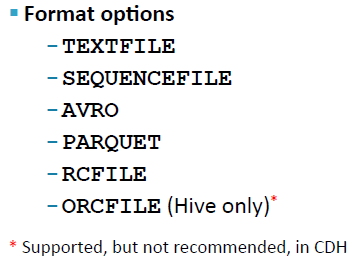 ▪ Format options
– TEXTFILE
– SEQUENCEFILE
– AVRO
– PARQUET
– RCFILE
– ORCFILE (Hive only)*
* Supported, but not recommended, in CDH